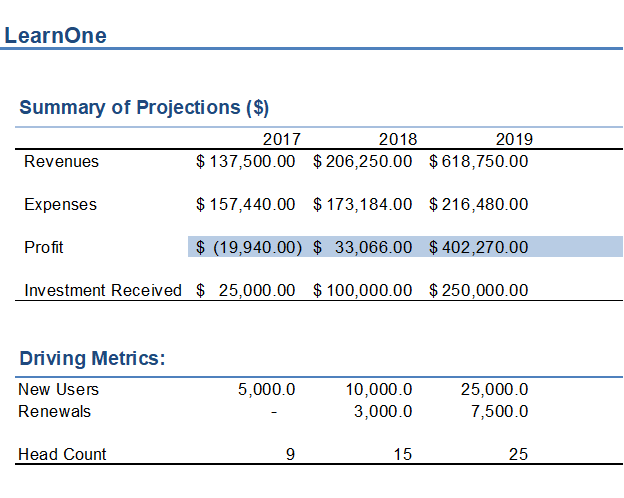 LearnOne
Summary of Projections ($)
2017 2018 2019
Revenues $ 137,500.00 $ 206,250.00 $ 618,750.00
Expenses $ 157,440.00 $ 173,184.00 $ 216,480.00
Profit $ (19,940.00) $ 33,066.00 $ 402,270.00
Investment Received $ 25,000.00 $ 100,000.00 $ 250,000.00
Driving Metrics:
New Users 5,000.0 10,000.0 25,000.0
Renewals - 3,000.0 7,500.0
Head Count 9 15 25